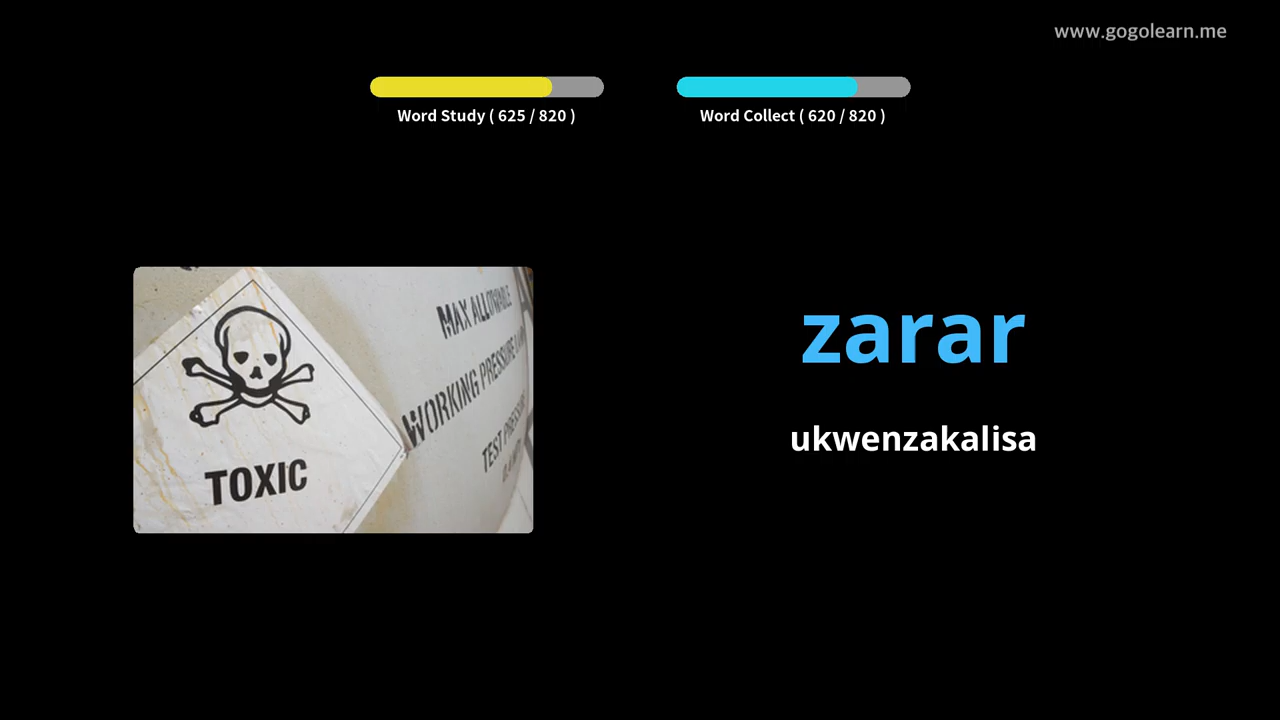 www.gogolearn.me
Word Study ( 625 / 820 )
Word Collect ( 620 / 820 )
MAX ALLOWABLE
WORKING PRESSURE
TEST PRESSURE
TOXIC
zarar
ukwenzakalisa